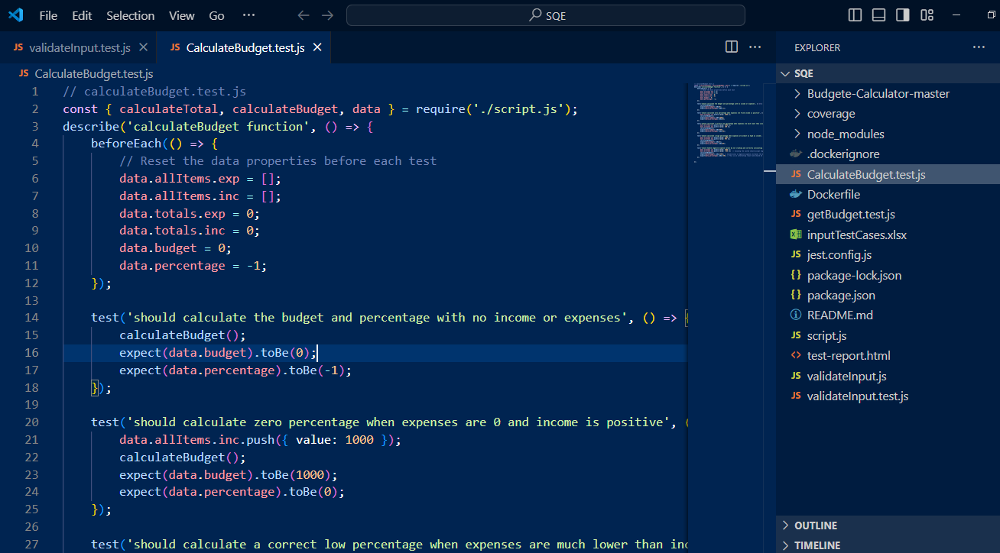 File Edit Selection View Go ···
SQE
JS validateInput.test.js
JS CalculateBudget.test.js
JS CalculateBudget.test.js
1 // calculateBudget.test.js
2 const { calculateTotal, calculateBudget, data } = require('./script.js');
3 describe('calculateBudget function', () => {
4 beforeEach(() => {
5 // Reset the data properties before each test
6 data.allItems.exp = [];
7 data.allItems.inc = [];
8 data.totals.exp = 0;
9 data.totals.inc = 0;
10 data.budget = 0;
11 data.percentage = -1;
12 });
13
14 test('should calculate the budget and percentage with no income or expenses', () => {
15 calculateBudget();
16 expect(data.budget).toBe(0);
17 expect(data.percentage).toBe(-1);
18 });
19
20 test('should calculate zero percentage when expenses are 0 and income is positive', (
21 data.allItems.inc.push({ value: 1000 });
22 calculateBudget();
23 expect(data.budget).toBe(1000);
24 expect(data.percentage).toBe(0);
25 });
26
27 test('should calculate a correct low percentage when expenses are much lower than inc
EXPLORER
SQE
Budgete-Calculator-master
coverage
node_modules
.dockerignore
JS CalculateBudget.test.js
Dockerfile
JS getBudget.test.js
inputTestCases.xlsx
JS jest.config.js
{} package-lock.json
{} package.json
README.md
JS script.js
<> test-report.html
JS validateInput.js
JS validateInput.test.js
OUTLINE
TIMELINE